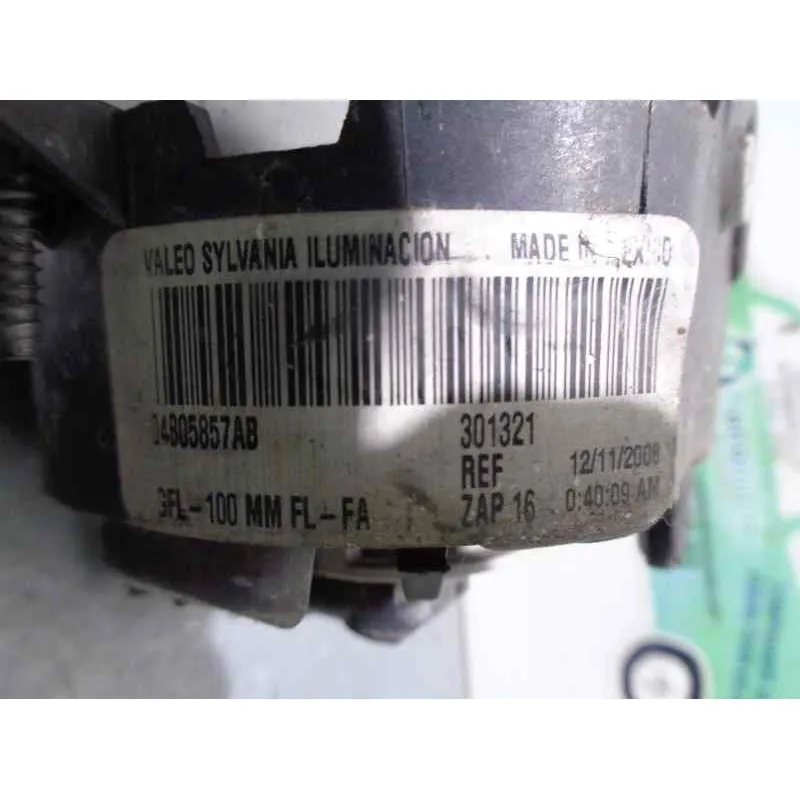 VALEO SYLVANIA ILUMINACION MADE IN MEXICO
04805857AB 301321
REF 12/11/2008
GFL-100 MM FL-FA ZAP 16 0:40:09 AM